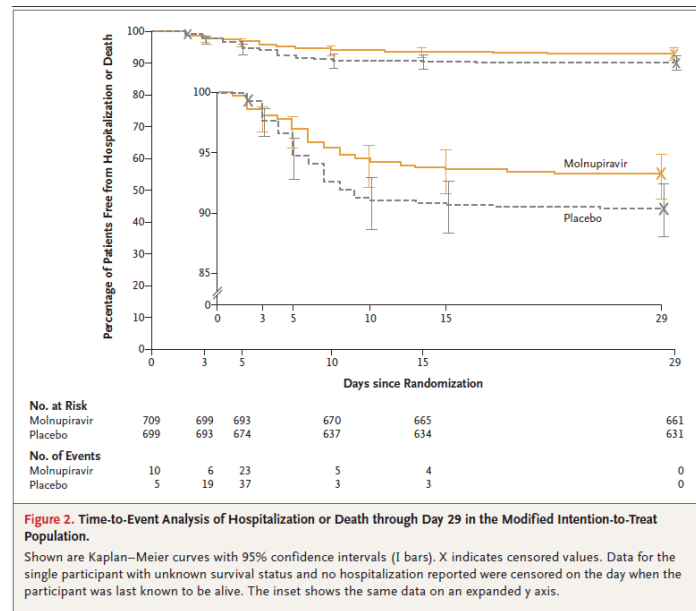 Percentage of Patients Free from Hospitalization or Death
100
90
80
70
60
50
40
30
20
10
0
100
95
90
85
0
Molnupiravir
Placebo
0 3 5 10 15 29
0 3 5 10 15 29
Days since Randomization
No. at Risk
Molnupiravir 709 699 693 670 665 661
Placebo 699 693 674 637 634 631
No. of Events
Molnupiravir 10 6 23 5 4 0
Placebo 5 19 37 3 3 0
Figure 2. Time-to-Event Analysis of Hospitalization or Death through Day 29 in the Modified Intention-to-Treat
Population.
Shown are Kaplan–Meier curves with 95% confidence intervals (I bars). X indicates censored values. Data for the
single participant with unknown survival status and no hospitalization reported were censored on the day when the
participant was last known to be alive. The inset shows the same data on an expanded y axis.